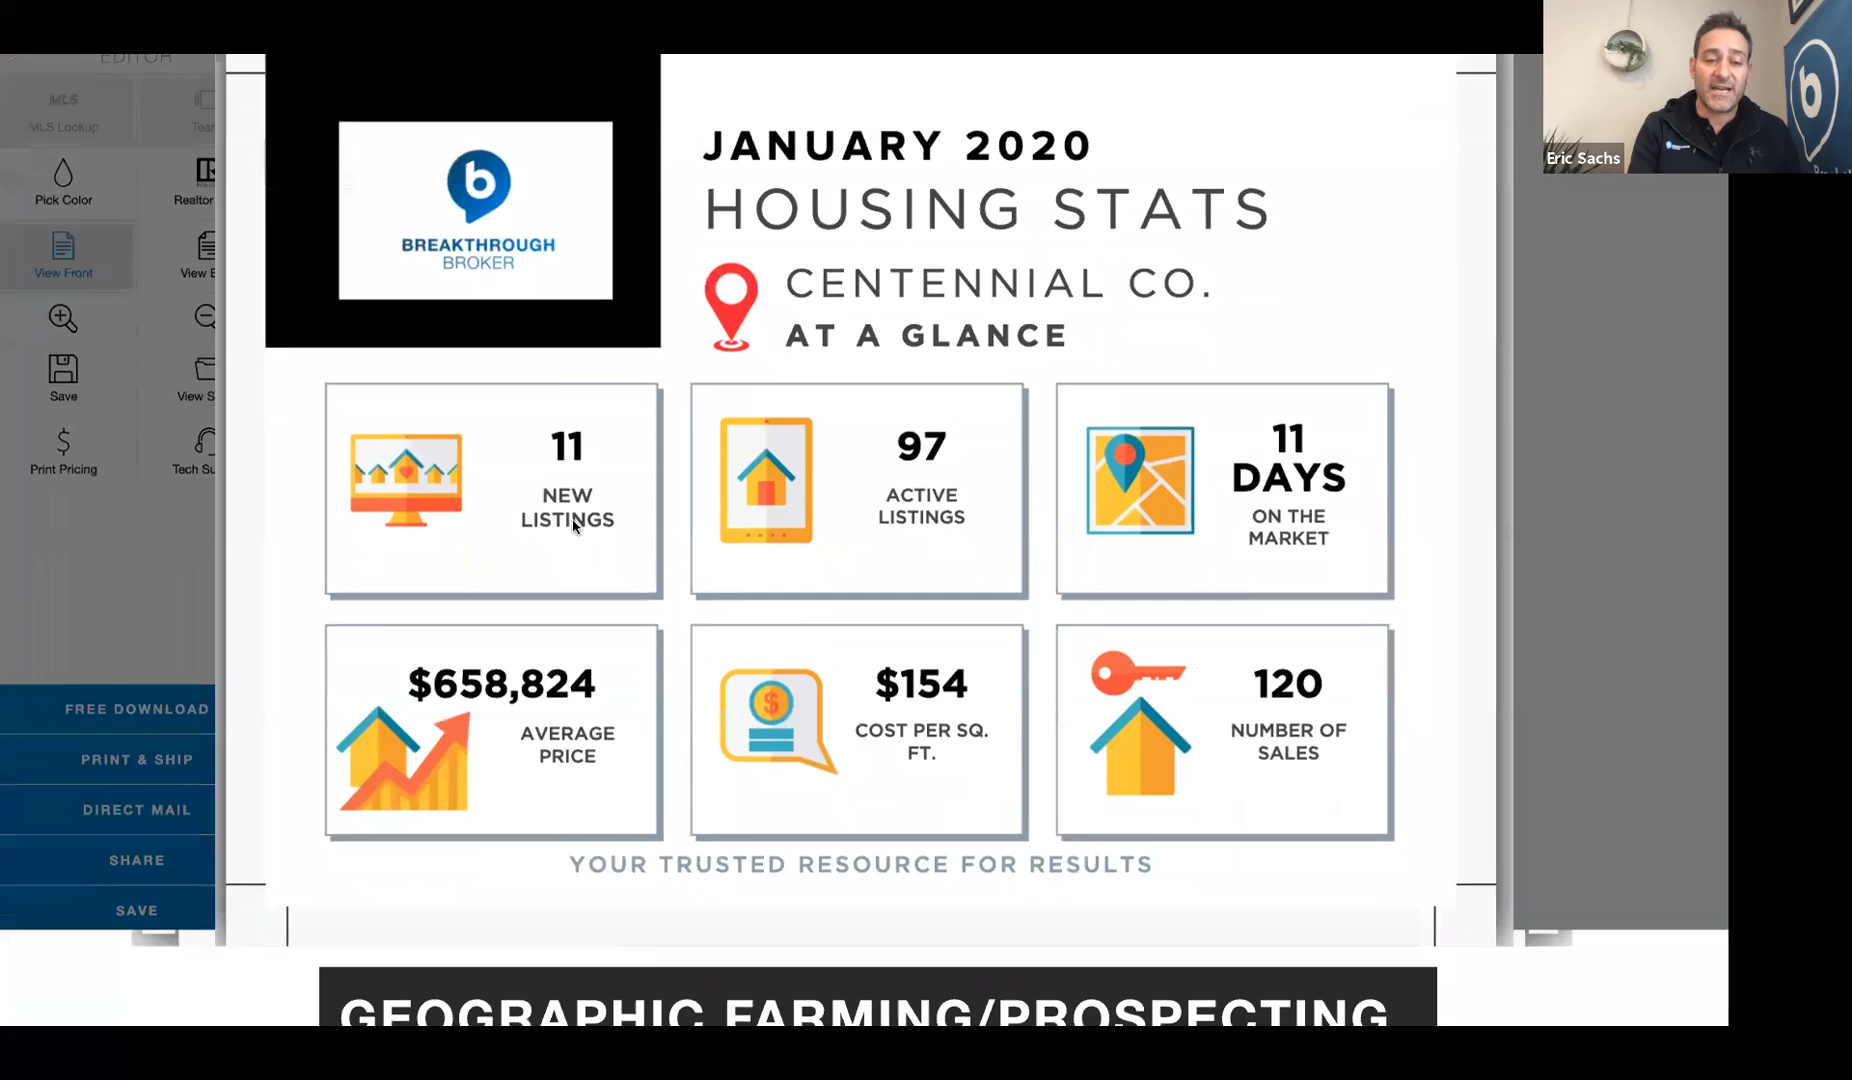 EDITOR
MLS
MLS Lookup
Pick Color
Realtor
View Front
Save
Print Pricing
FREE DOWNLOAD
PRINT & SHIP
DIRECT MAIL
SHARE
SAVE
b
BREAKTHROUGH
BROKER
JANUARY 2020
HOUSING STATS
CENTENNIAL CO.
AT A GLANCE
11
NEW
LISTINGS
97
ACTIVE
LISTINGS
11
DAYS
ON THE
MARKET
$658,824
AVERAGE
PRICE
$154
COST PER SQ.
FT.
120
NUMBER OF
SALES
YOUR TRUSTED RESOURCE FOR RESULTS
GEOGRAPHIC FARMING/PROSPECTING
b
Eric Sachs